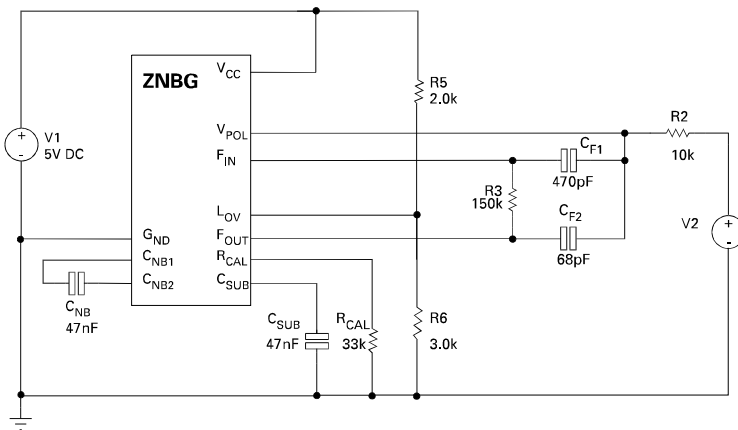 ZNBG
V1
5V DC
+
-
VCC
VPOL
FIN
LOV
FOUT
RCAL
CSUB
GND
CNB1
CNB2
CNB
47nF
CSUB
47nF
RCAL
33k
R5
2.0k
R6
3.0k
R3
150k
CF1
470pF
CF2
68pF
R2
10k
V2
+
-